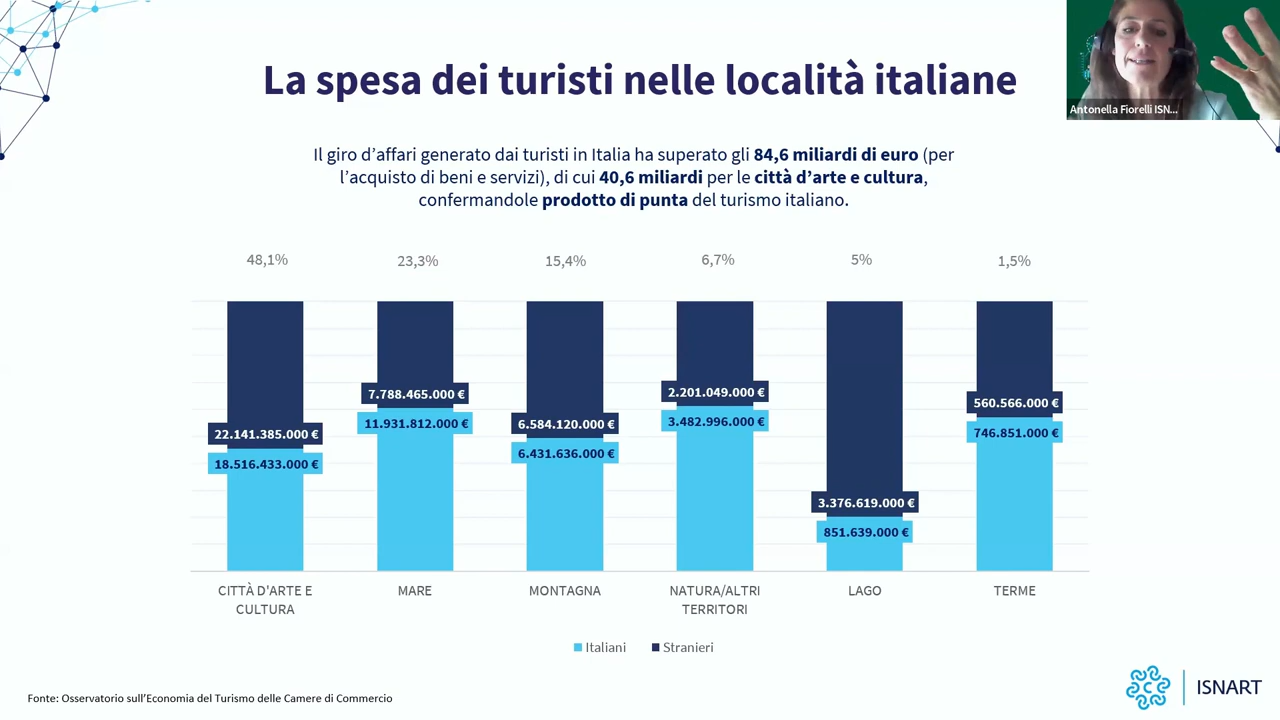 La spesa dei turisti nelle località italiane
Antonella Fiorelli ISN...
Il giro d’affari generato dai turisti in Italia ha superato gli 84,6 miliardi di euro (per
l’acquisto di beni e servizi), di cui 40,6 miliardi per le città d’arte e cultura,
confermandole prodotto di punta del turismo italiano.
48,1% 23,3% 15,4% 6,7% 5% 1,5%
22.141.385.000 € 7.788.465.000 € 6.584.120.000 € 2.201.049.000 € 3.376.619.000 € 560.566.000 €
18.516.433.000 € 11.931.812.000 € 6.431.636.000 € 3.482.996.000 € 851.639.000 € 746.851.000 €
CITTÀ D'ARTE E MARE MONTAGNA NATURA/ALTRI LAGO TERME
CULTURA TERRITORI
Italiani Stranieri
Fonte: Osservatorio sull’Economia del Turismo delle Camere di Commercio
ISNART